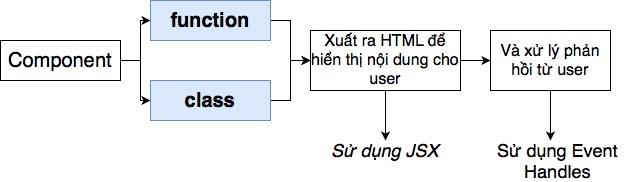 Component
function
class
Xuất ra HTML để
hiển thị nội dung cho
user
Và xử lý phản
hồi từ user
Sử dụng JSX
Sử dụng Event
Handles